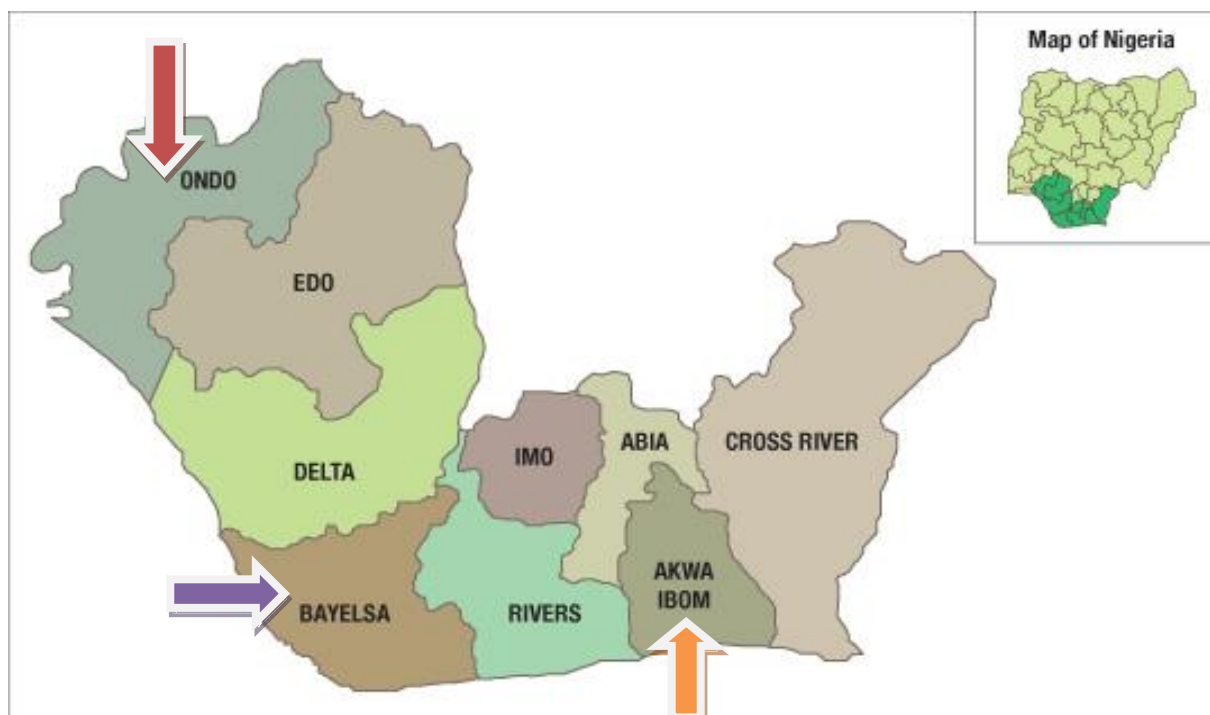 Map of Nigeria
ONDO
EDO
DELTA
IMO
ABIA
CROSS RIVER
AKWA
IBOM
BAYELSA
RIVERS